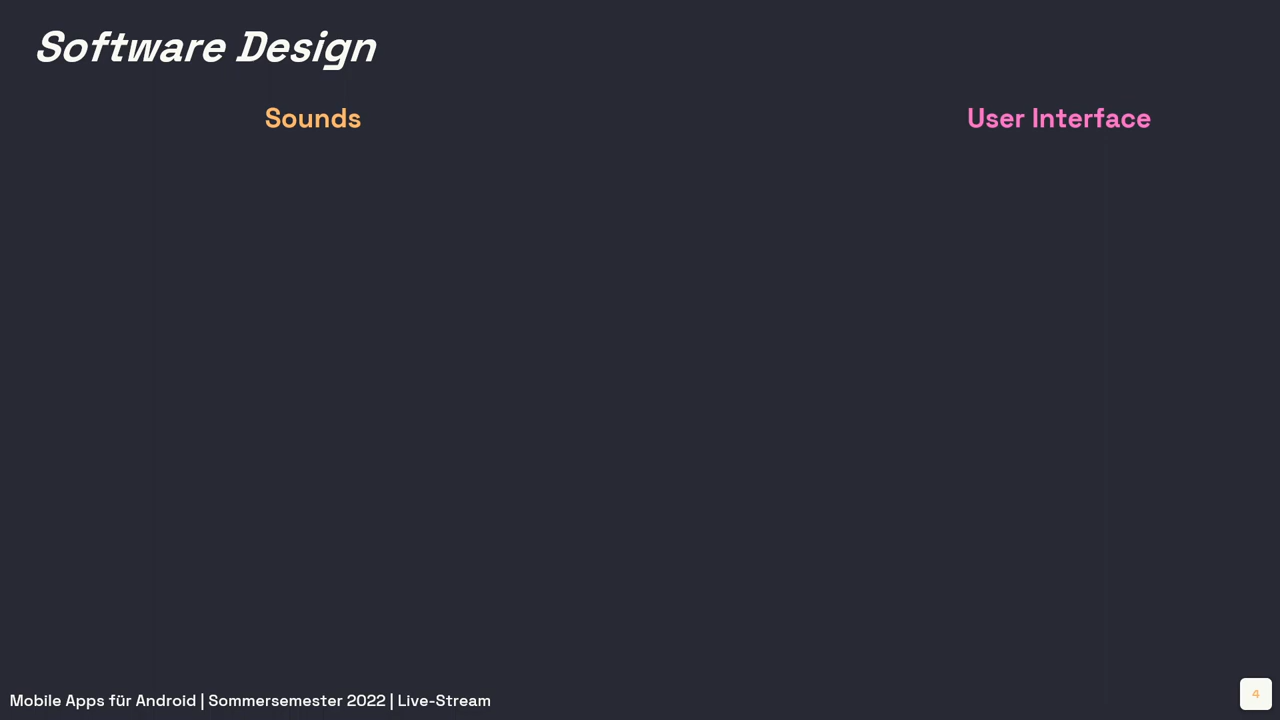 Software Design
Sounds
User Interface
Mobile Apps für Android | Sommersemester 2022 | Live-Stream
4